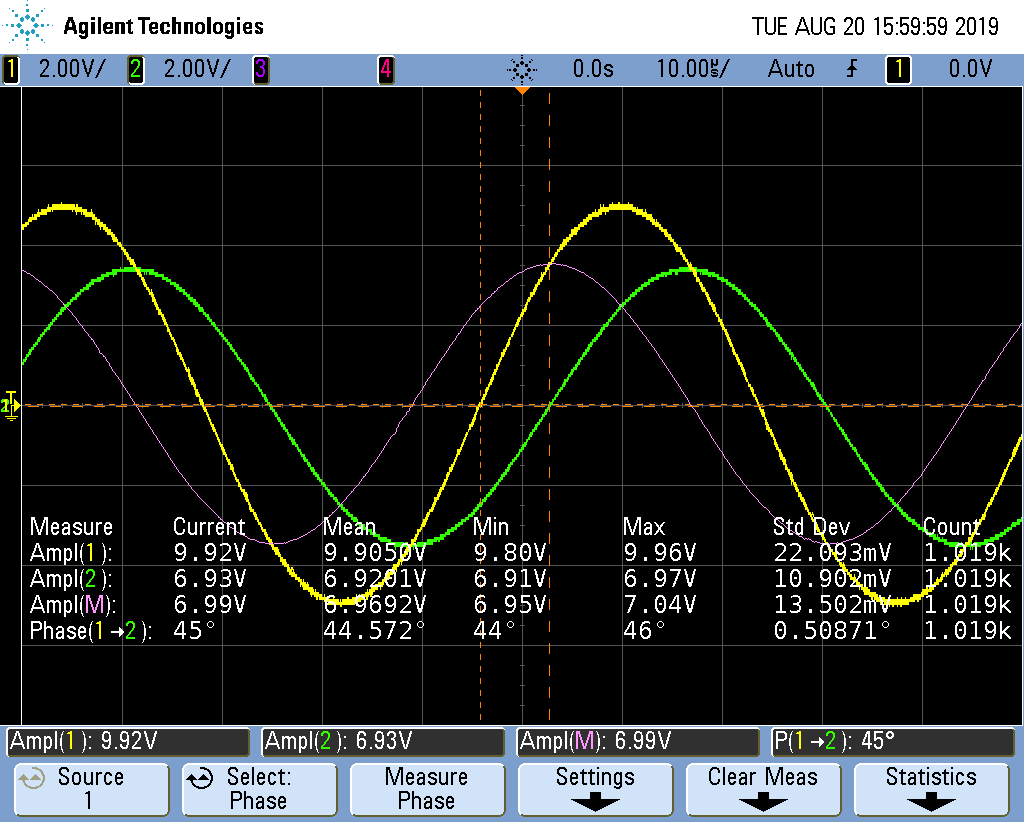 Agilent Technologies TUE AUG 20 15:59:59 2019
1 2.00V/ 2 2.00V/ 3 4 0.0s 10.00µs/ Auto 1 0.0V
Measure Current Mean Min Max Std Dev Count
Ampl(1): 9.92V 9.9050V 9.80V 9.96V 22.093mV 1.019k
Ampl(2): 6.93V 6.9201V 6.91V 6.97V 10.902mV 1.019k
Ampl(M): 6.99V 6.9692V 6.95V 7.04V 13.502mV 1.019k
Phase(1→2): 45° 44.572° 44° 46° 0.50871° 1.019k
Ampl(1): 9.92V Ampl(2): 6.93V Ampl(M): 6.99V P(1→2): 45°
Source Select: Measure Settings Clear Meas Statistics
1 Phase Phase